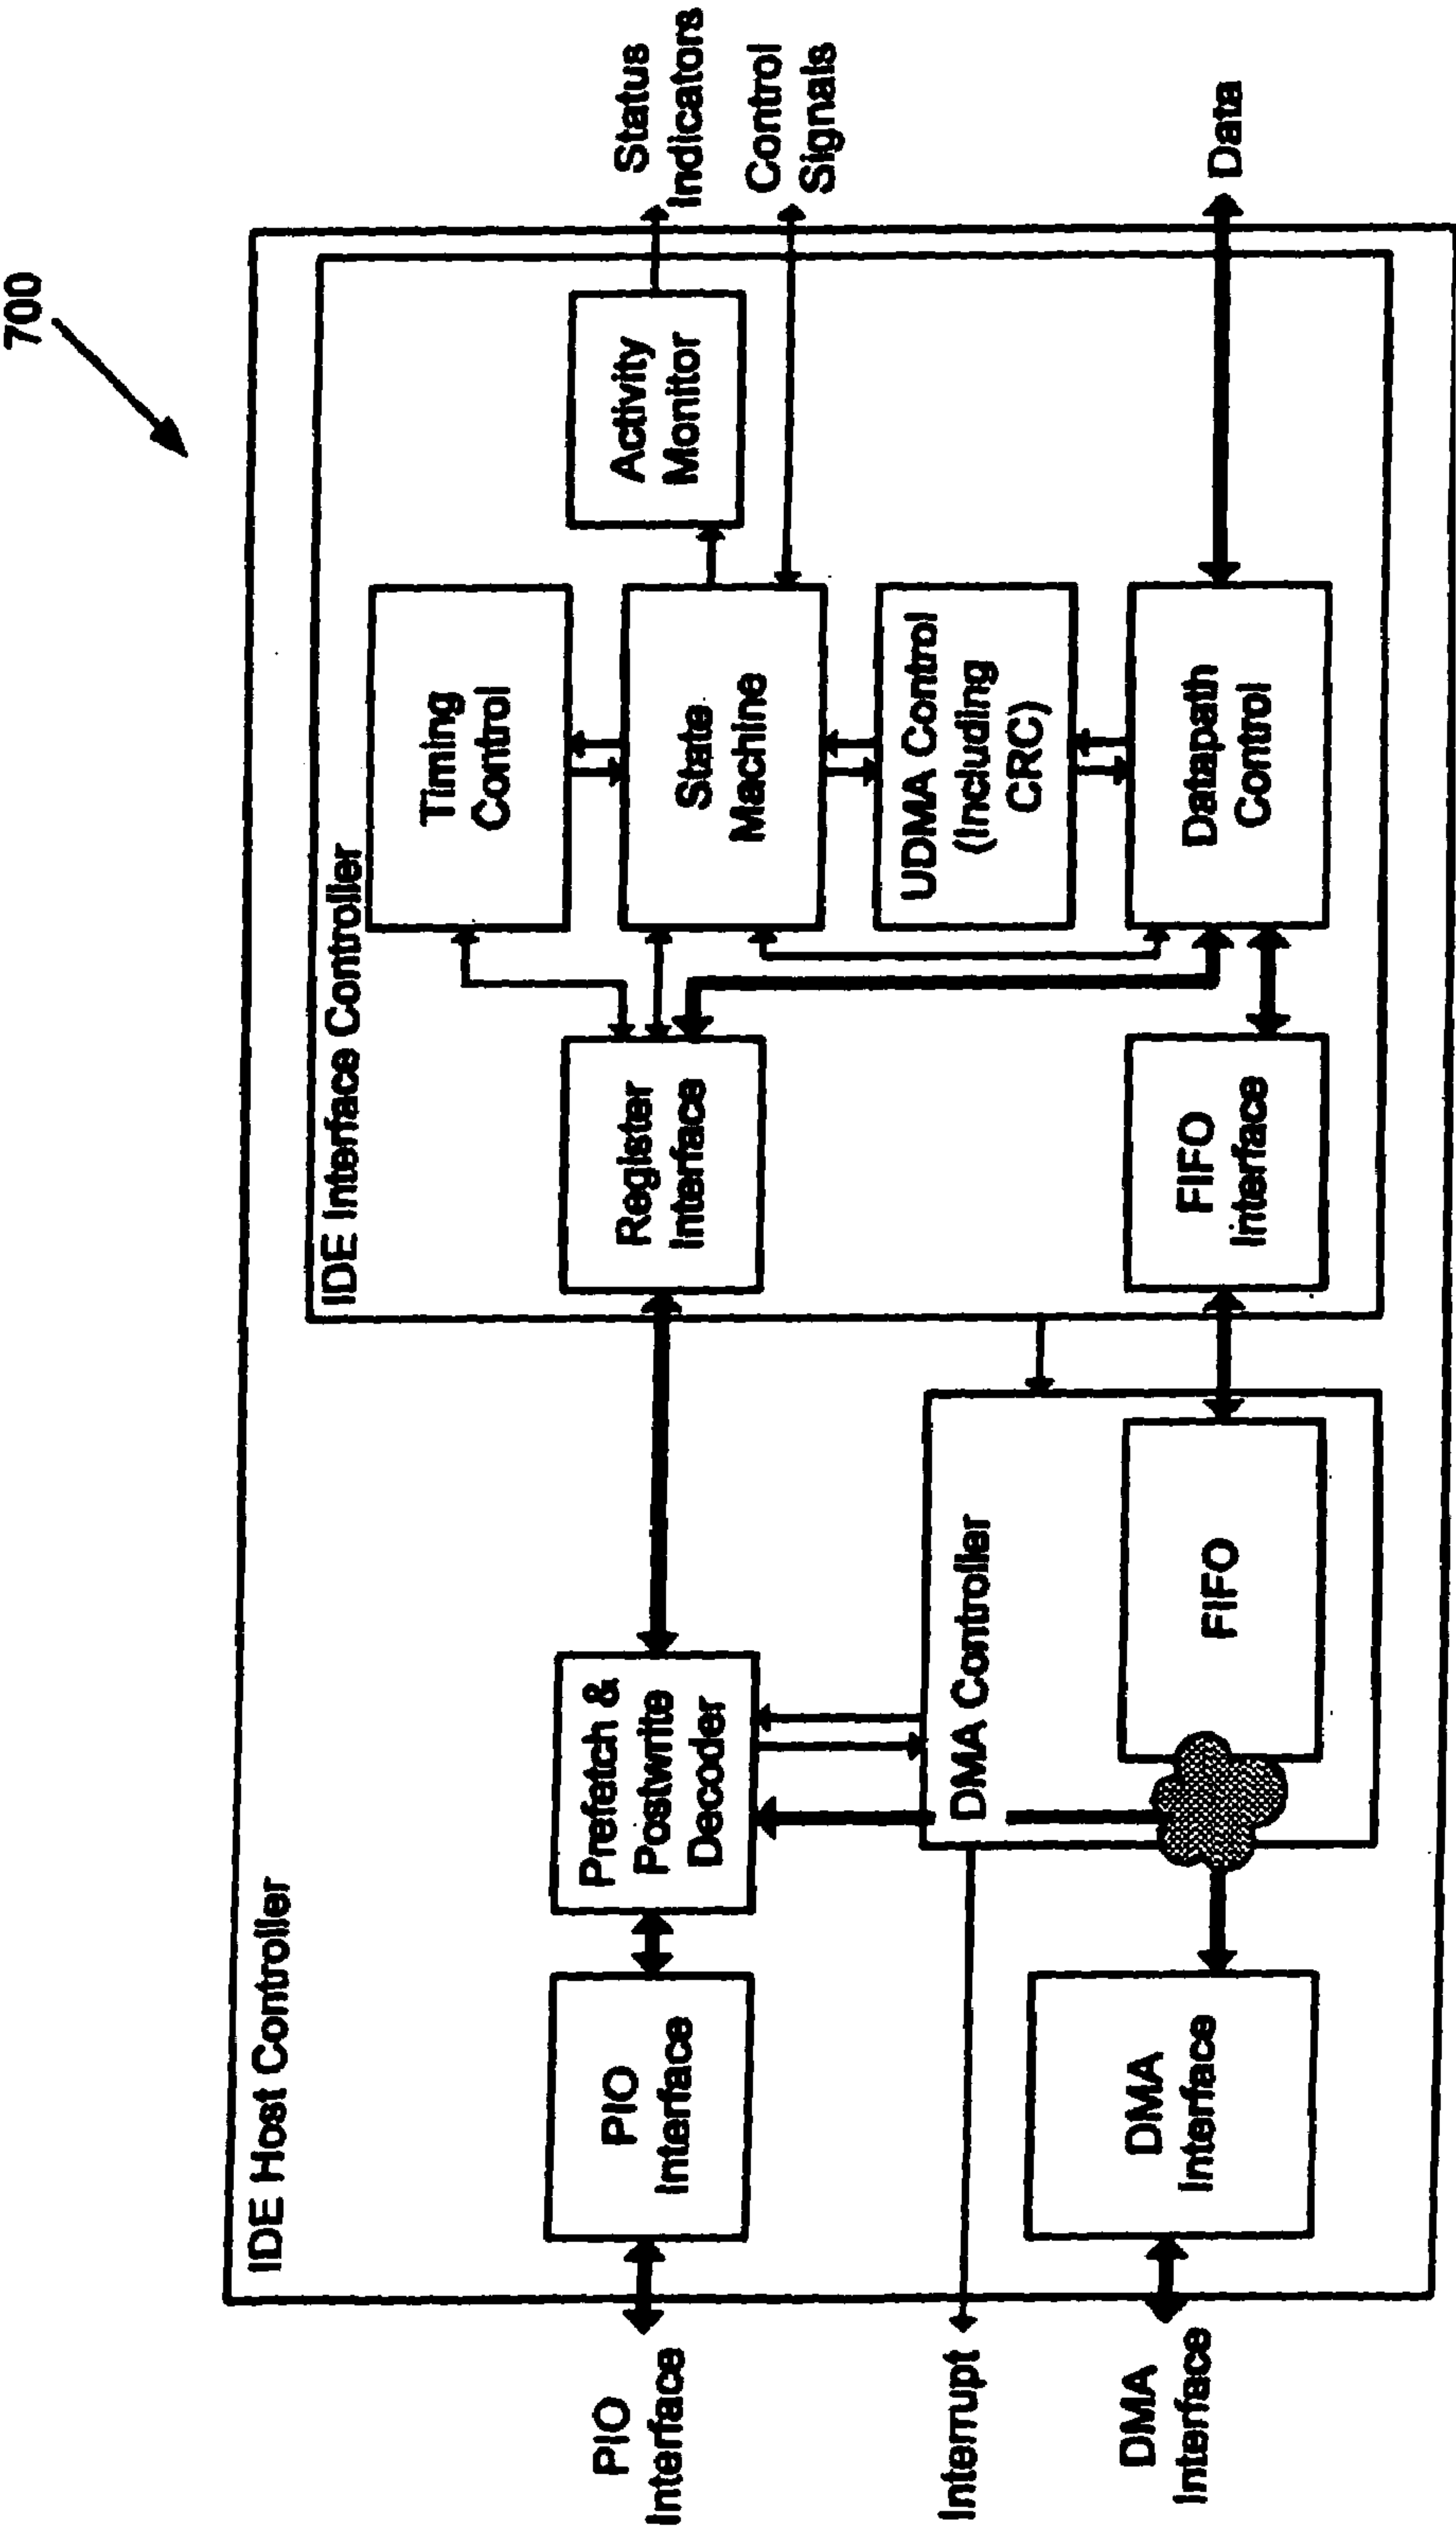 700
IDE Host Controller
IDE Interface Controller
PIO
Interface
PIO
Interface
Prefetch &
Postwrite
Decoder
Register
Interface
Timing
Control
State
Machine
Activity
Monitor
Status
Indicators
Control
Signals
UDMA Control
(Including
CRC)
Interrupt
DMA Controller
DMA
Interface
DMA
Interface
FIFO
FIFO
Interface
Datapath
Control
Data